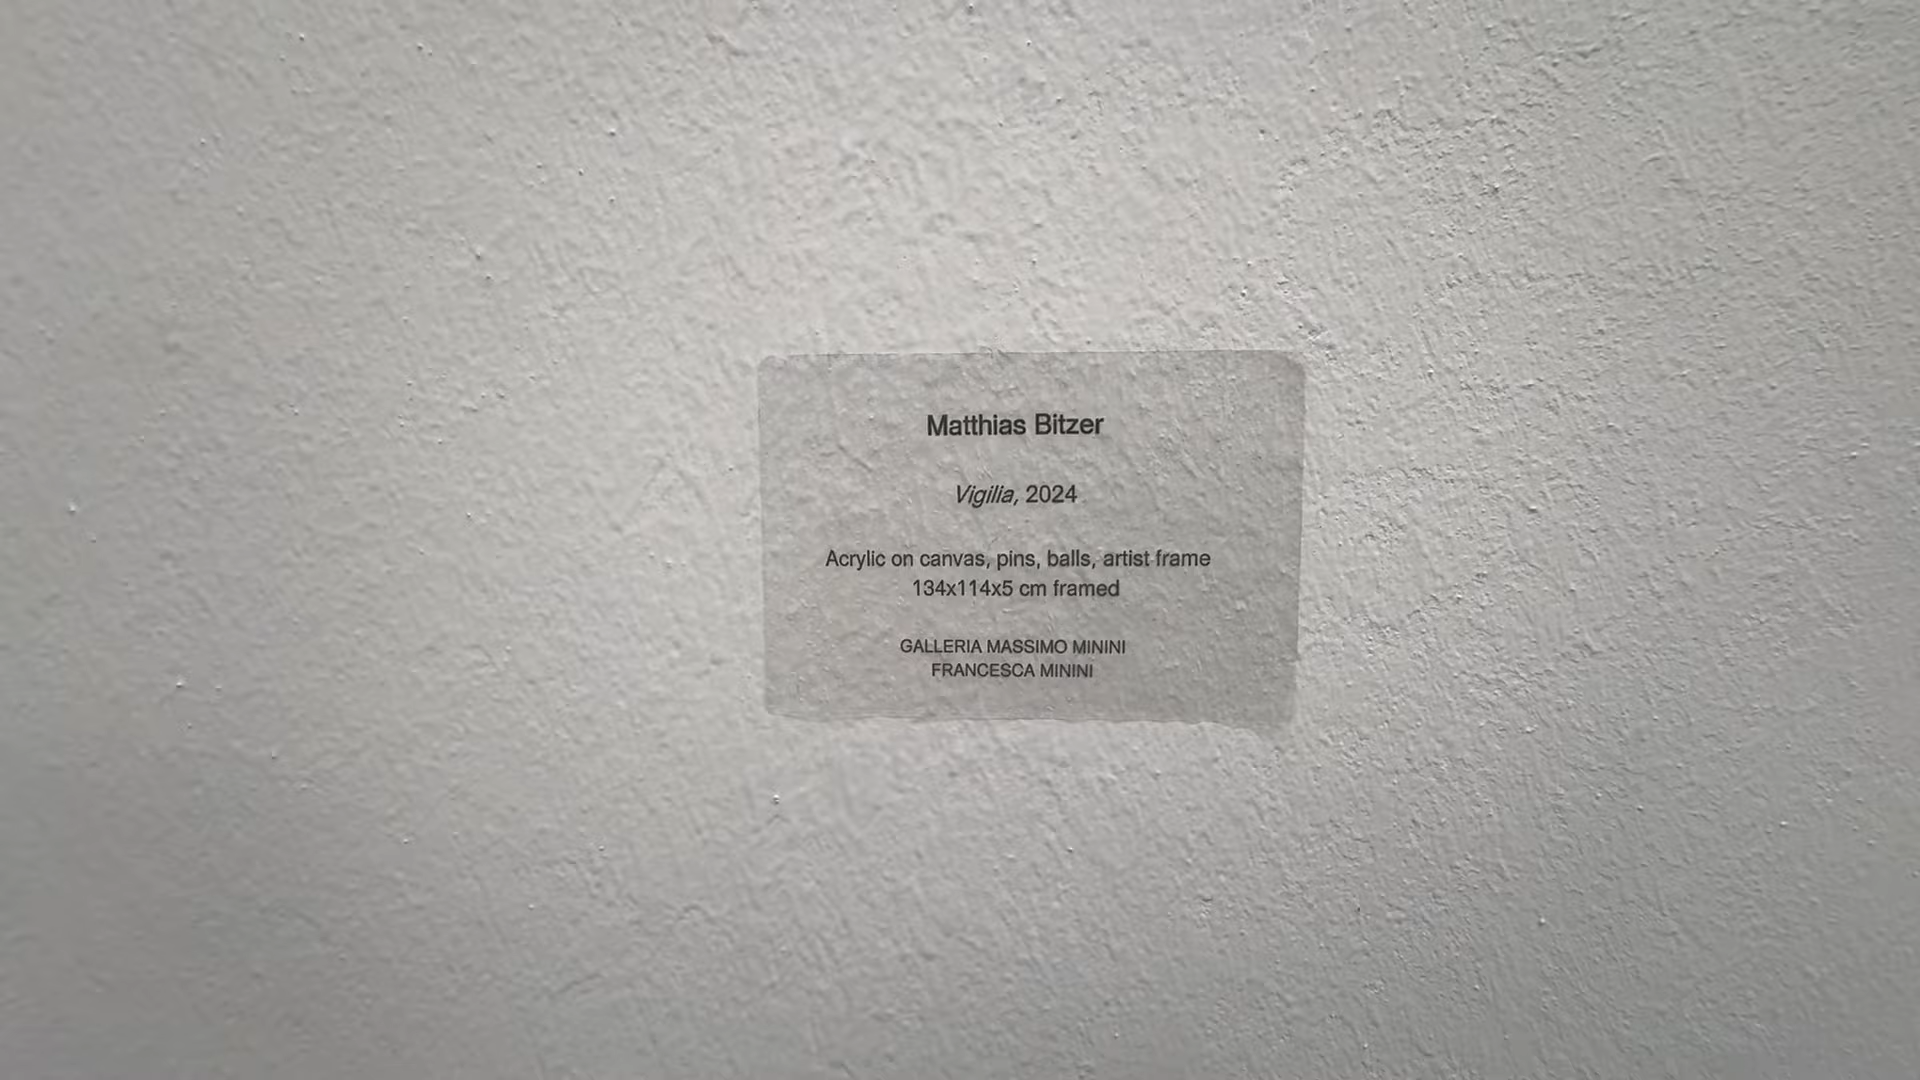 Matthias Bitzer
Vigilia, 2024
Acrylic on canvas, pins, balls, artist frame
134x114x5 cm framed
GALLERIA MASSIMO MININI
FRANCESCA MININI